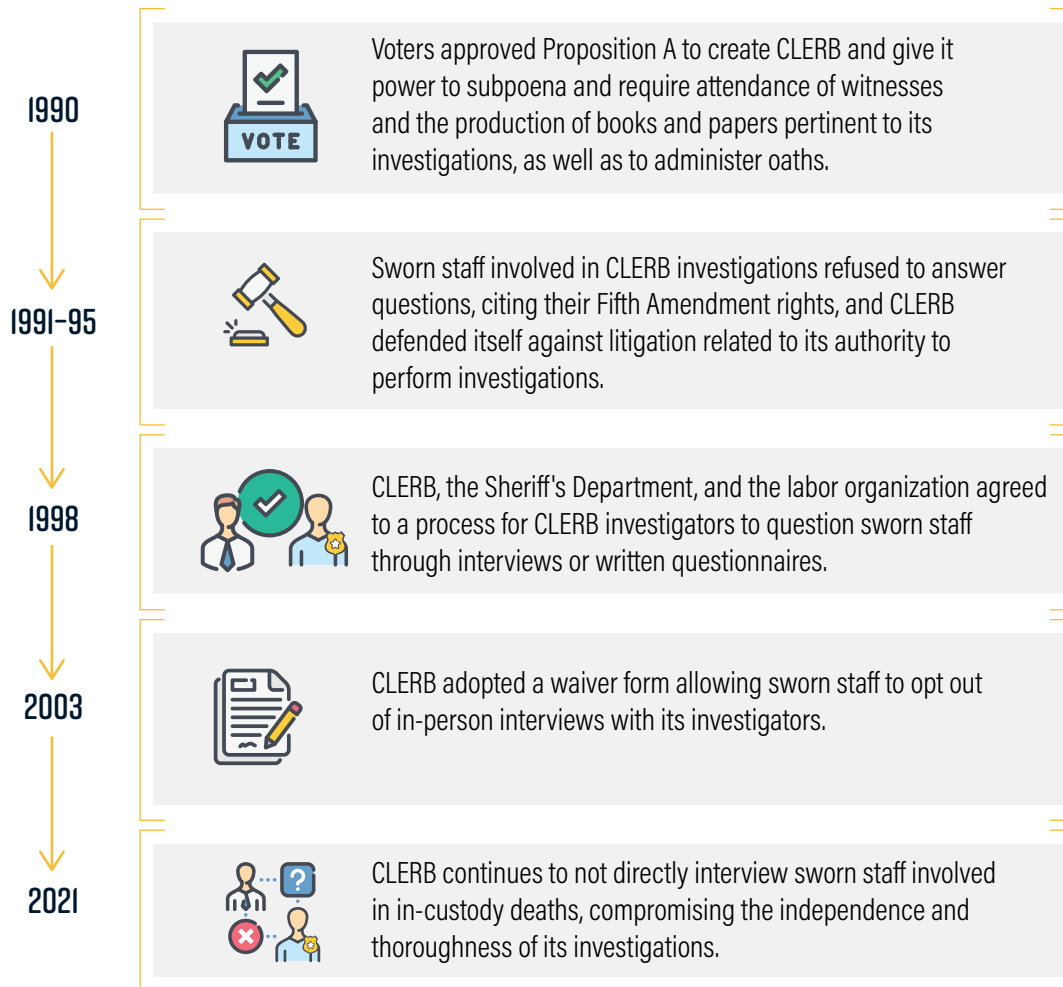 1990
VOTE
Voters approved Proposition A to create CLERB and give it
power to subpoena and require attendance of witnesses
and the production of books and papers pertinent to its
investigations, as well as to administer oaths.
1991–95
Sworn staff involved in CLERB investigations refused to answer
questions, citing their Fifth Amendment rights, and CLERB
defended itself against litigation related to its authority to
perform investigations.
1998
CLERB, the Sheriff's Department, and the labor organization agreed
to a process for CLERB investigators to question sworn staff
through interviews or written questionnaires.
2003
CLERB adopted a waiver form allowing sworn staff to opt out
of in-person interviews with its investigators.
2021
?
CLERB continues to not directly interview sworn staff involved
in in-custody deaths, compromising the independence and
thoroughness of its investigations.